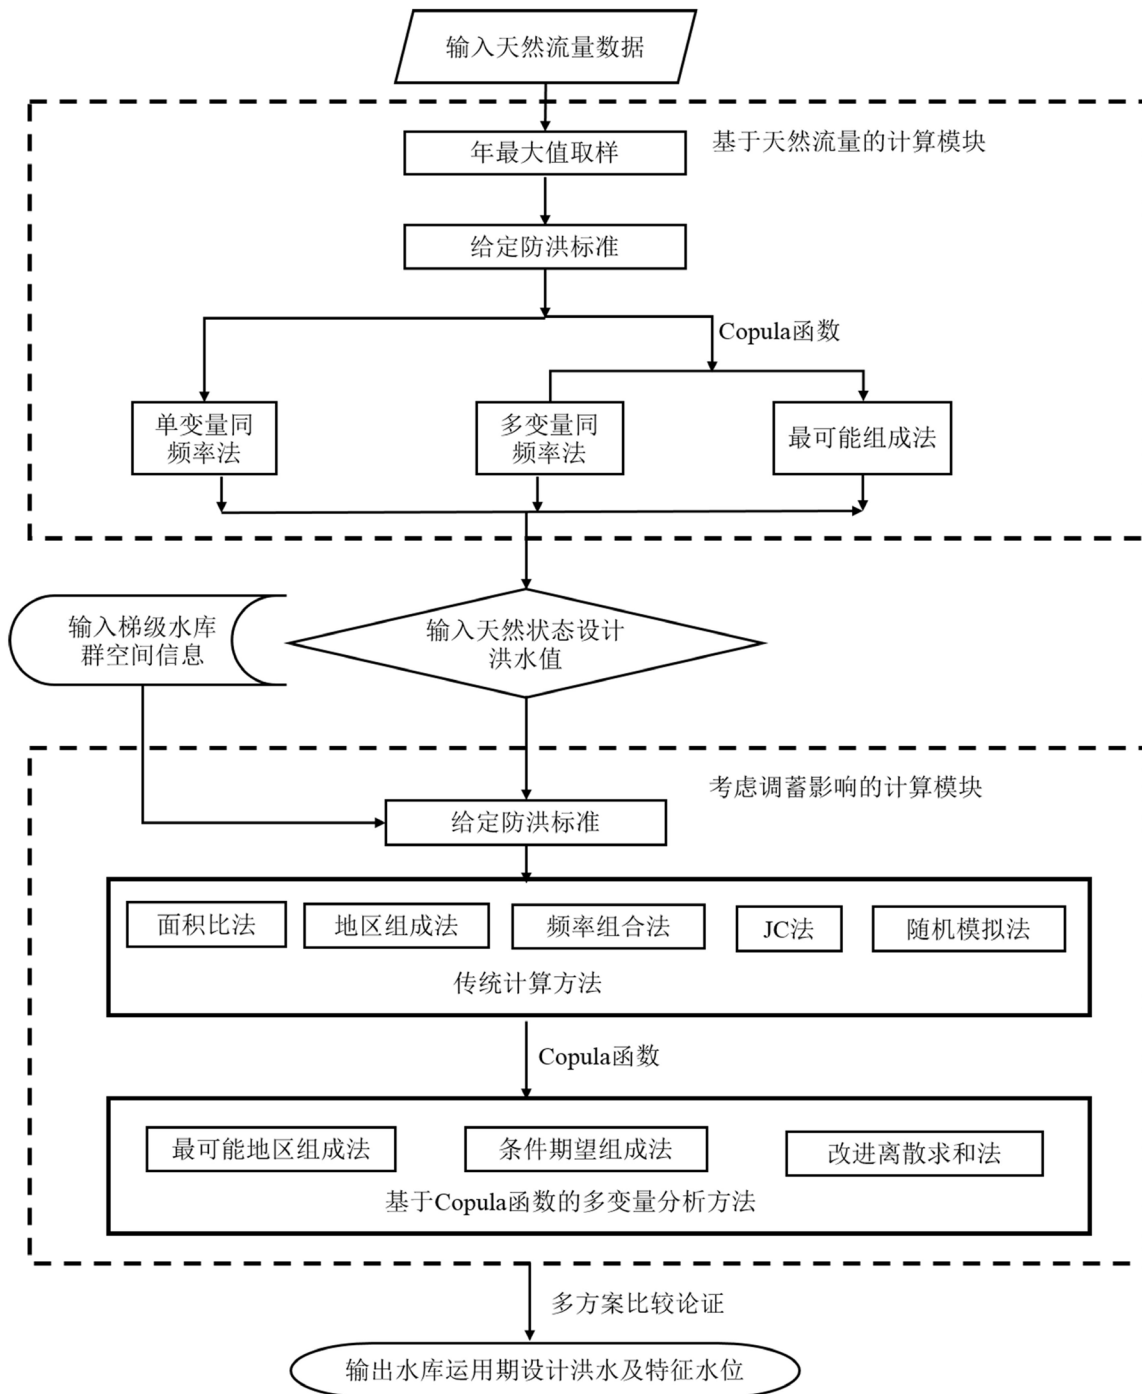 输入天然流量数据
年最大值取样
基于天然流量的计算模块
给定防洪标准
Copula函数
单变量同
频率法
多变量同
频率法
最可能组成法
输入梯级水库
群空间信息
输入天然状态设计
洪水值
考虑调蓄影响的计算模块
给定防洪标准
面积比法
地区组成法
频率组合法
JC法
随机模拟法
传统计算方法
Copula函数
最可能地区组成法
条件期望组成法
改进离散求和法
基于Copula函数的多变量分析方法
多方案比较论证
输出水库运用期设计洪水及特征水位